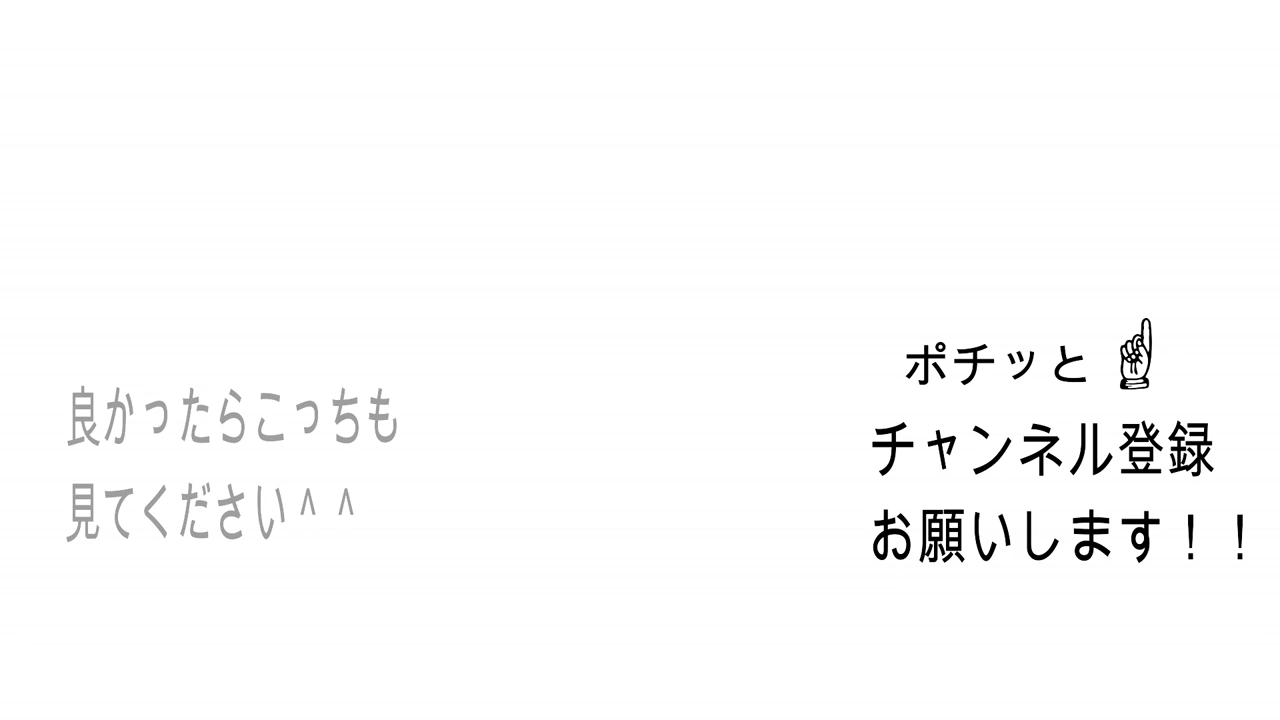 良かったらこっちも
見てください＾＾
ポチッと☝
チャンネル登録
お願いします！！